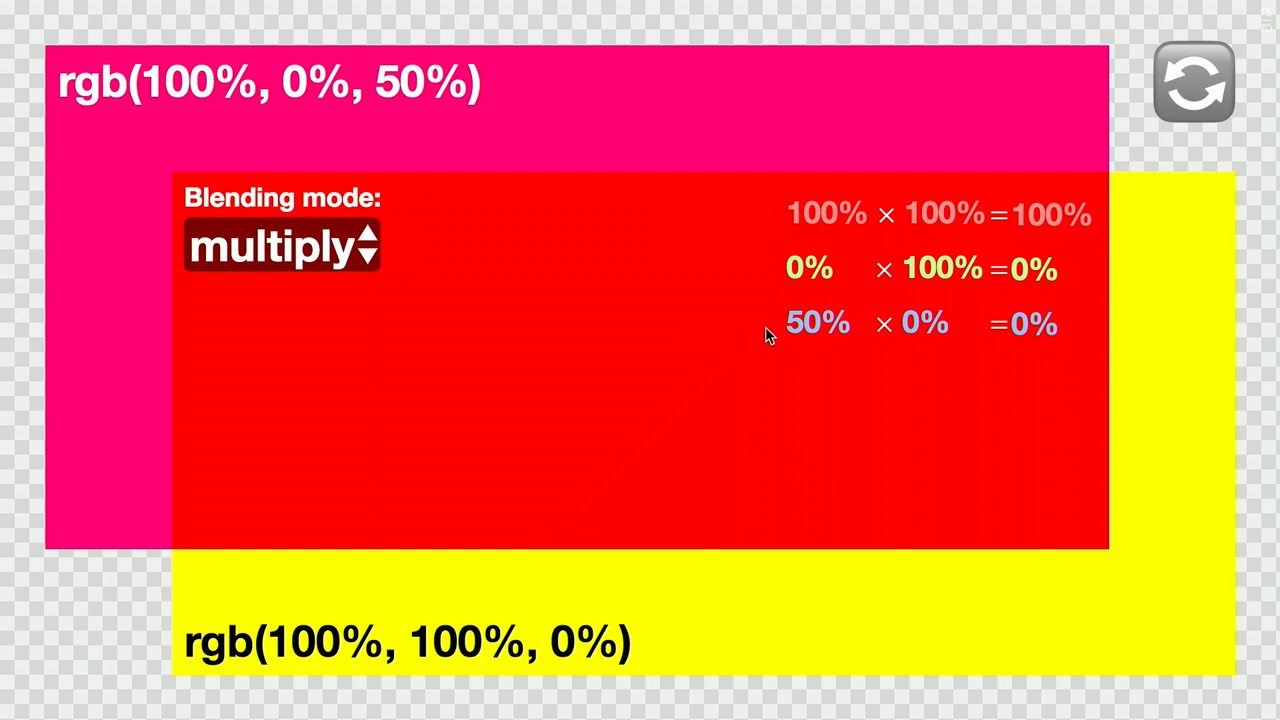 rgb(100%, 0%, 50%)
Blending mode:
multiply
100% × 100% = 100%
0% × 100% = 0%
50% × 0% = 0%
rgb(100%, 100%, 0%)